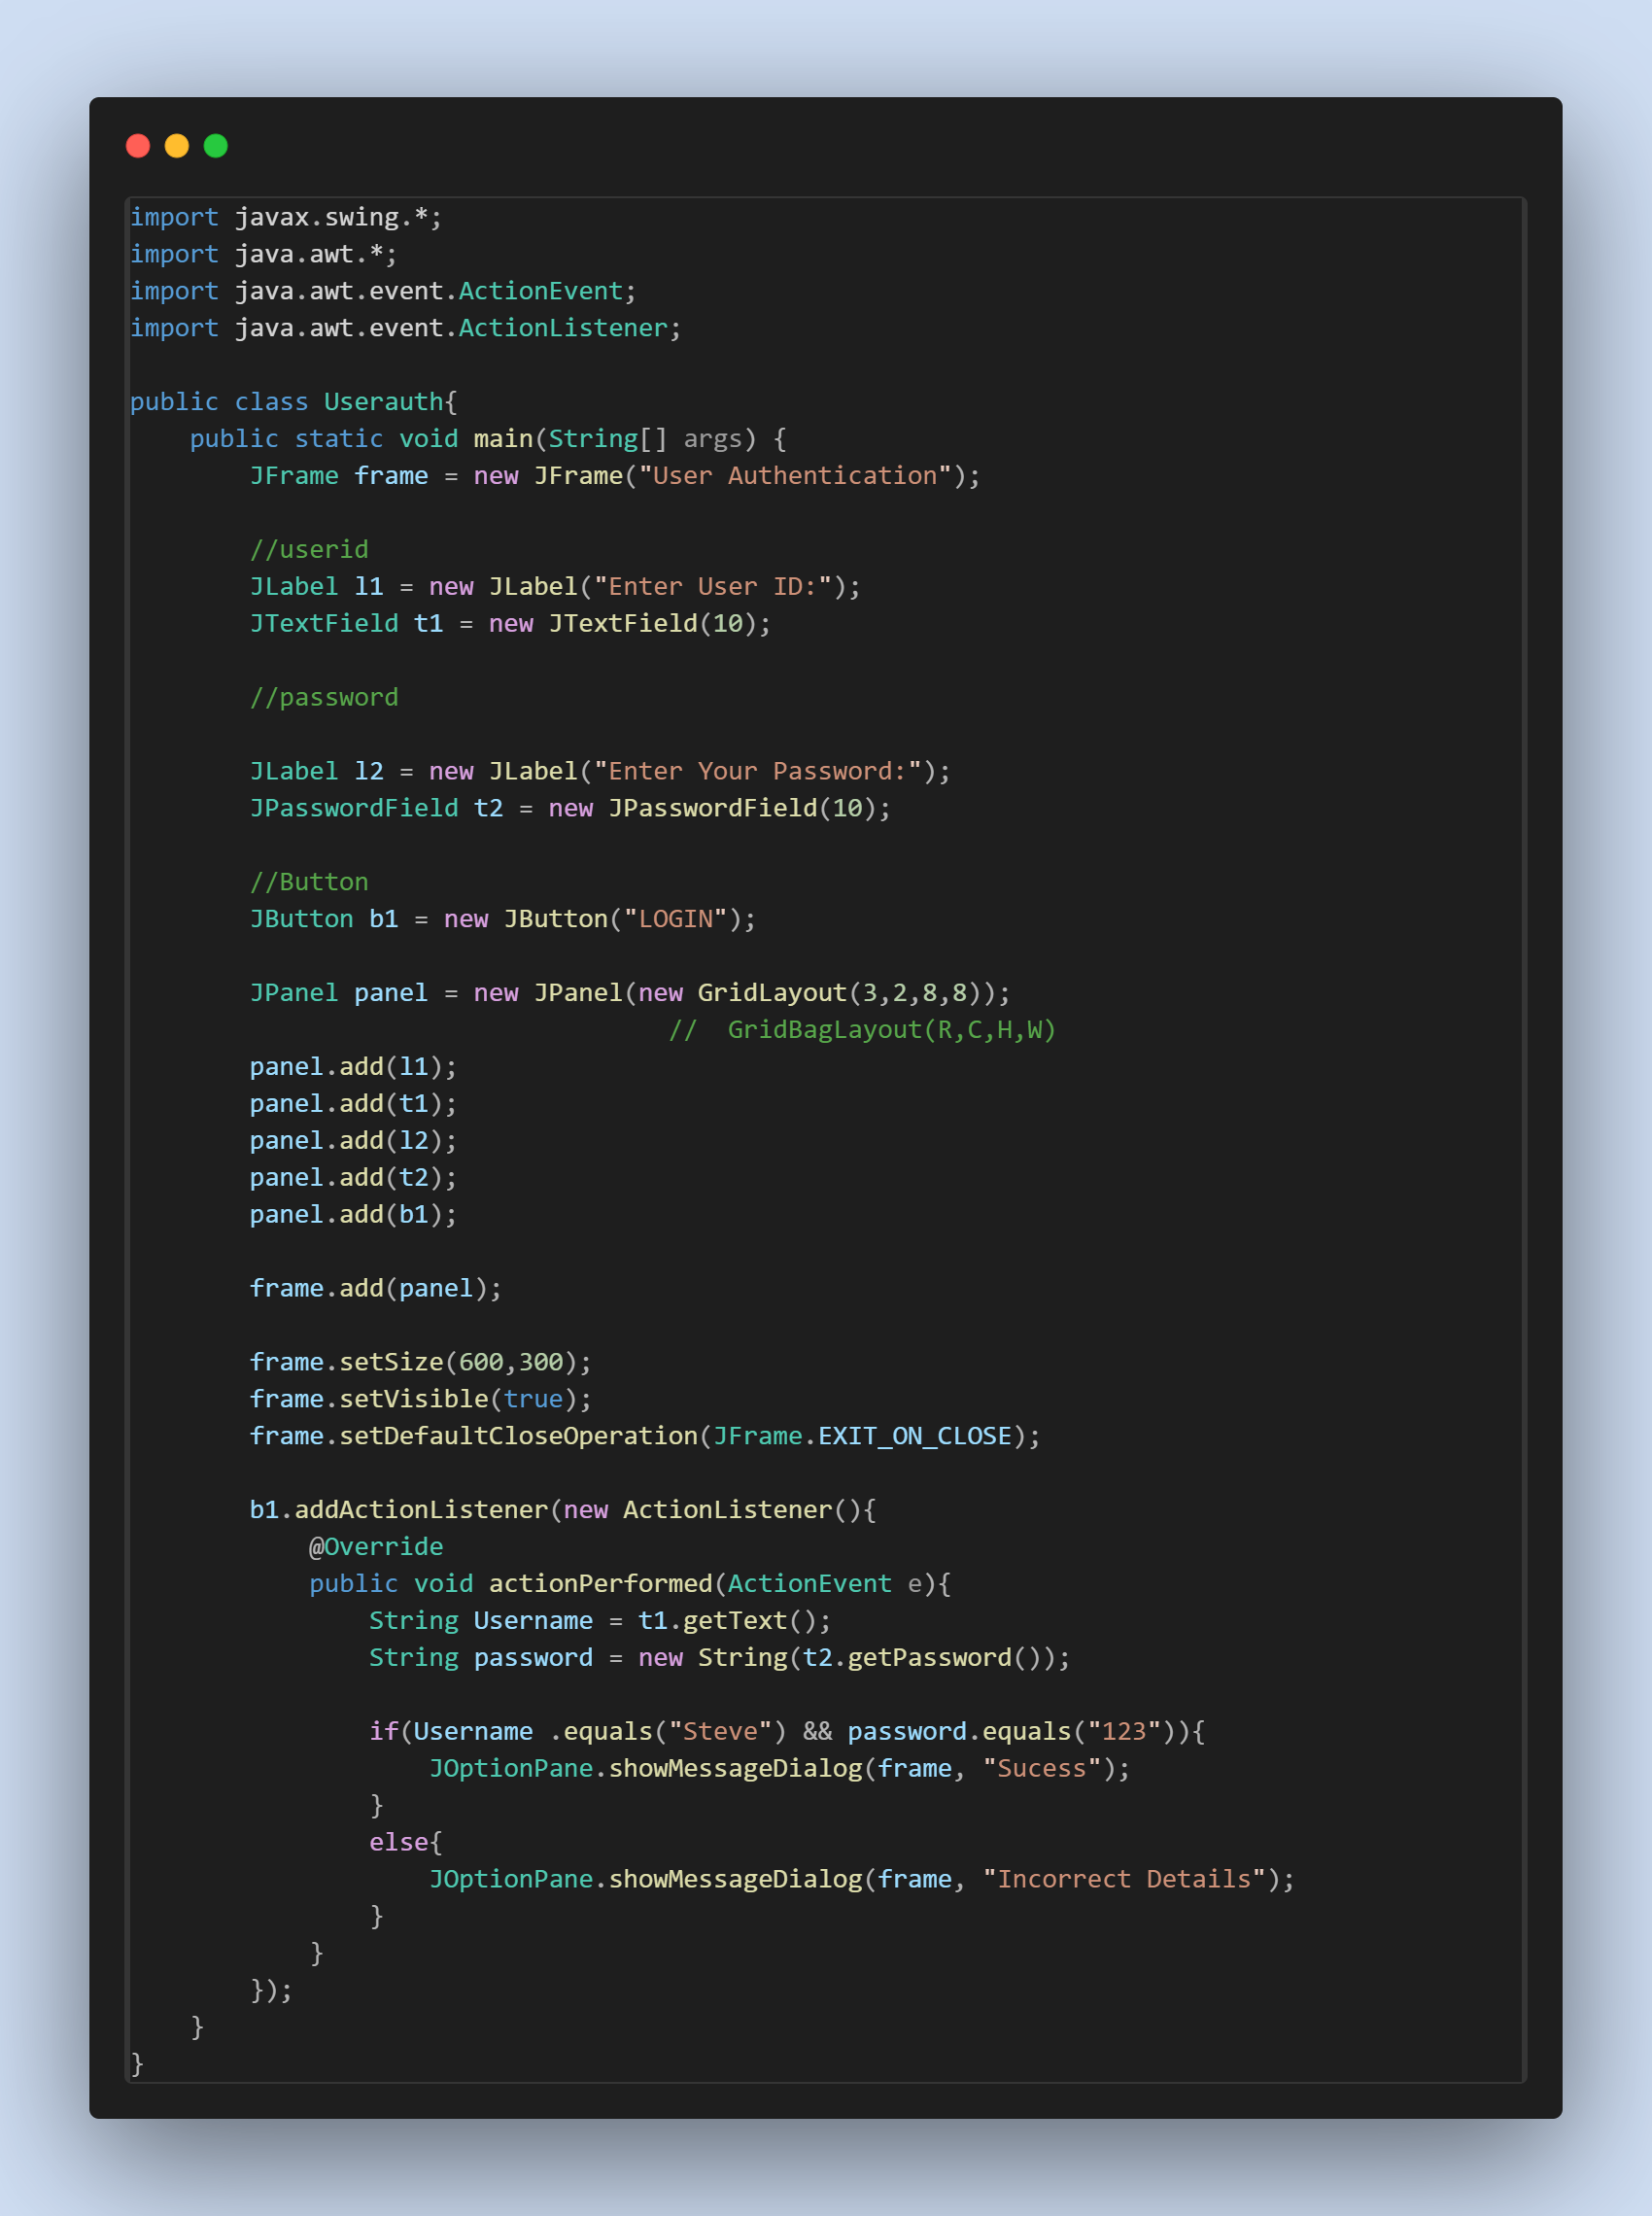 import javax.swing.*;
import java.awt.*;
import java.awt.event.ActionEvent;
import java.awt.event.ActionListener;

public class Userauth{
    public static void main(String[] args) {
        JFrame frame = new JFrame("User Authentication");

        //userid
        JLabel l1 = new JLabel("Enter User ID:");
        JTextField t1 = new JTextField(10);

        //password

        JLabel l2 = new JLabel("Enter Your Password:");
        JPasswordField t2 = new JPasswordField(10);

        //Button
        JButton b1 = new JButton("LOGIN");

        JPanel panel = new JPanel(new GridLayout(3,2,8,8));
                                    //  GridBagLayout(R,C,H,W)
        panel.add(l1);
        panel.add(t1);
        panel.add(l2);
        panel.add(t2);
        panel.add(b1);

        frame.add(panel);

        frame.setSize(600,300);
        frame.setVisible(true);
        frame.setDefaultCloseOperation(JFrame.EXIT_ON_CLOSE);

        b1.addActionListener(new ActionListener(){
            @Override
            public void actionPerformed(ActionEvent e){
                String Username = t1.getText();
                String password = new String(t2.getPassword());

                if(Username .equals("Steve") && password.equals("123")){
                    JOptionPane.showMessageDialog(frame, "Sucess");
                }
                else{
                    JOptionPane.showMessageDialog(frame, "Incorrect Details");
                }
            }
        });
    }
}